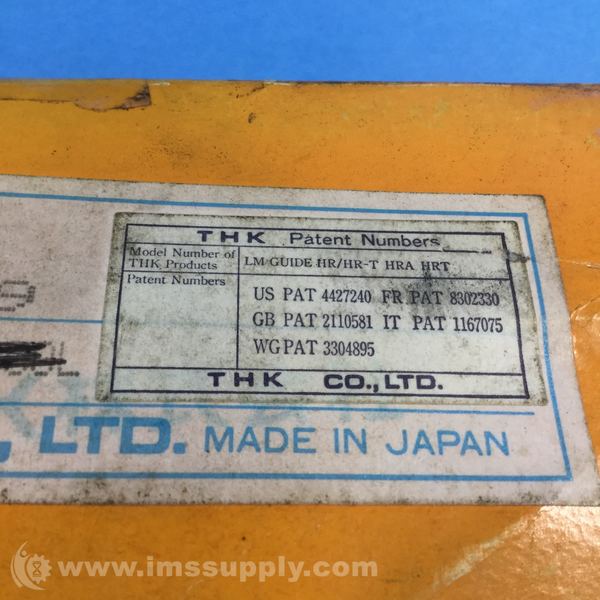 THK Patent Numbers
Model Number of THK Products
LM GUIDE HR/HR-T HRA HRT
Patent Numbers
US PAT 4427240 FR PAT 8302330
GB PAT 2110581 IT PAT 1167075
WG PAT 3304895
THK CO.,LTD.
, LTD. MADE IN JAPAN
www.imssupply.com